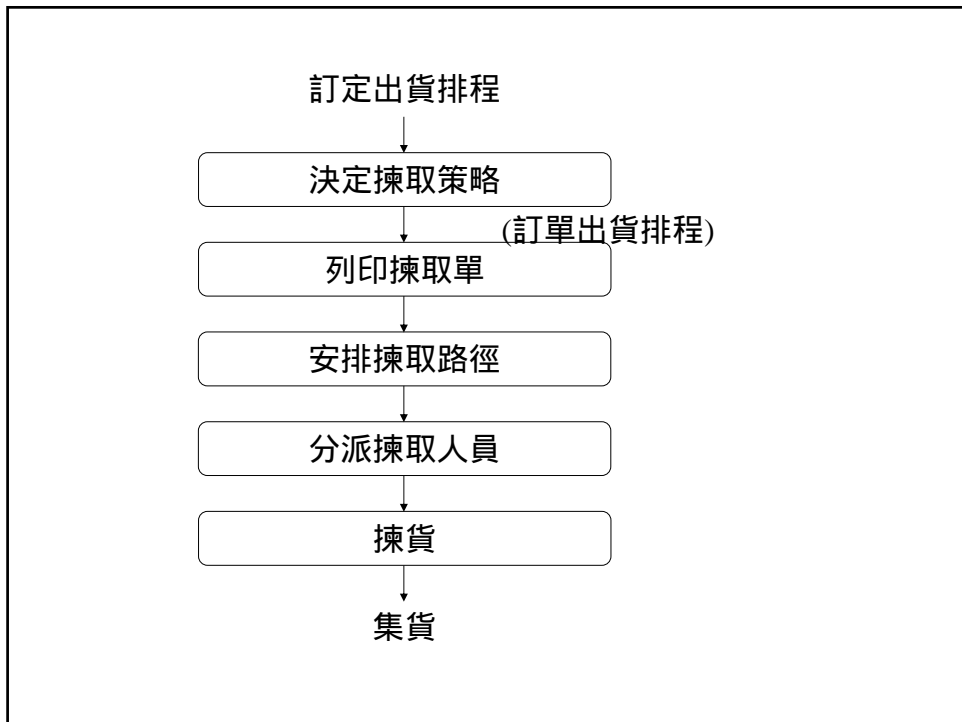 訂定出貨排程
決定揀取策略
(訂單出貨排程)
列印揀取單
安排揀取路徑
分派揀取人員
揀貨
集貨